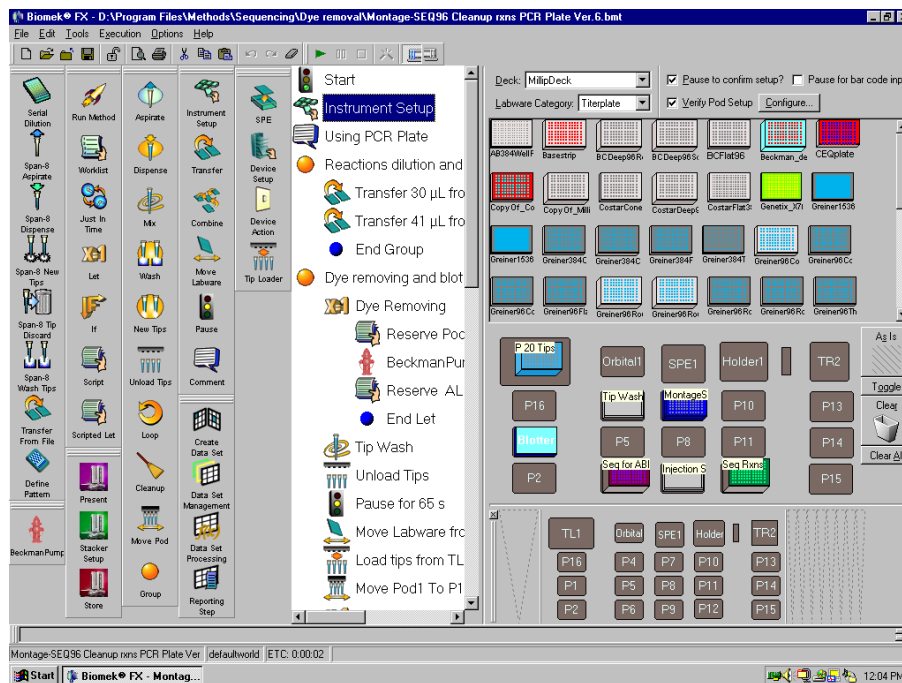 Biomek® FX - D:\Program Files\Methods\Sequencing\Dye removal\Montage-SEQ96 Cleanup rxns PCR Plate Ver.6.bmt
File Edit Tools Execution Options Help
Serial Dilution
Span-8 Aspirate
Span-8 Dispense
Span-8 New Tips
Span-8 Tip Discard
Span-8 Wash Tips
Transfer From File
Define Pattern
BeckmanPump
Run Method
Worklist
Just In Time
Let
If
Script
Scripted Let
Present
Stacker Setup
Store
Aspirate
Dispense
Mix
Wash
New Tips
Unload Tips
Loop
Cleanup
Move Pod
Group
Instrument Setup
Transfer
Combine
Move Labware
Pause
Comment
Create Data Set
Data Set Management
Data Set Processing
Reporting Step
SPE
Device Setup
Device Action
Tip Loader
Start
Instrument Setup
Using PCR Plate
Reactions dilution and
Transfer 30 µL fro
Transfer 41 µL fro
End Group
Dye removing and blot
Dye Removing
Reserve Poc
BeckmanPur
Reserve AL
End Let
Tip Wash
Unload Tips
Pause for 65 s
Move Labware frc
Load tips from TL
Move Pod1 To P1
Deck: MillipDeck
Pause to confirm setup? Pause for bar code inp
Labware Category: Titerplate
Verify Pod Setup Configure...
AB384WellF Basestrip BCDeep96R BCDeep96S BCFlat96 Beckman_de CEQplate
CopyOf_Co CopyOf_Milli CostarCone CostarDeep CostarFlat3 Genetix_X7 Greiner1536
Greiner1536 Greiner384C Greiner384C Greiner384F Greiner384T Greiner96Co Greiner96Cc
Greiner96Cc Greiner96Fl Greiner96Ro Greiner96Ro Greiner96Rc Greiner96Rc Greiner96Th
P 20 Tips Orbital1 SPE1 Holder1 TR2
P16 Tip Wash MontageS P10 P13
Blotter P5 P8 P11 P14
P2 Seq for ABI Injection S Seq Rxns P15
As Is
Toggle
Clear
Clear Al
TL1 Orbital SPE1 Holder TR2
P16 P4 P7 P10 P13
P1 P5 P8 P11 P14
P2 P6 P9 P12 P15
Montage-SEQ96 Cleanup rxns PCR Plate Ver defaultworld ETC: 0:00:02
Start Biomek® FX - Montag... 12:04 PM